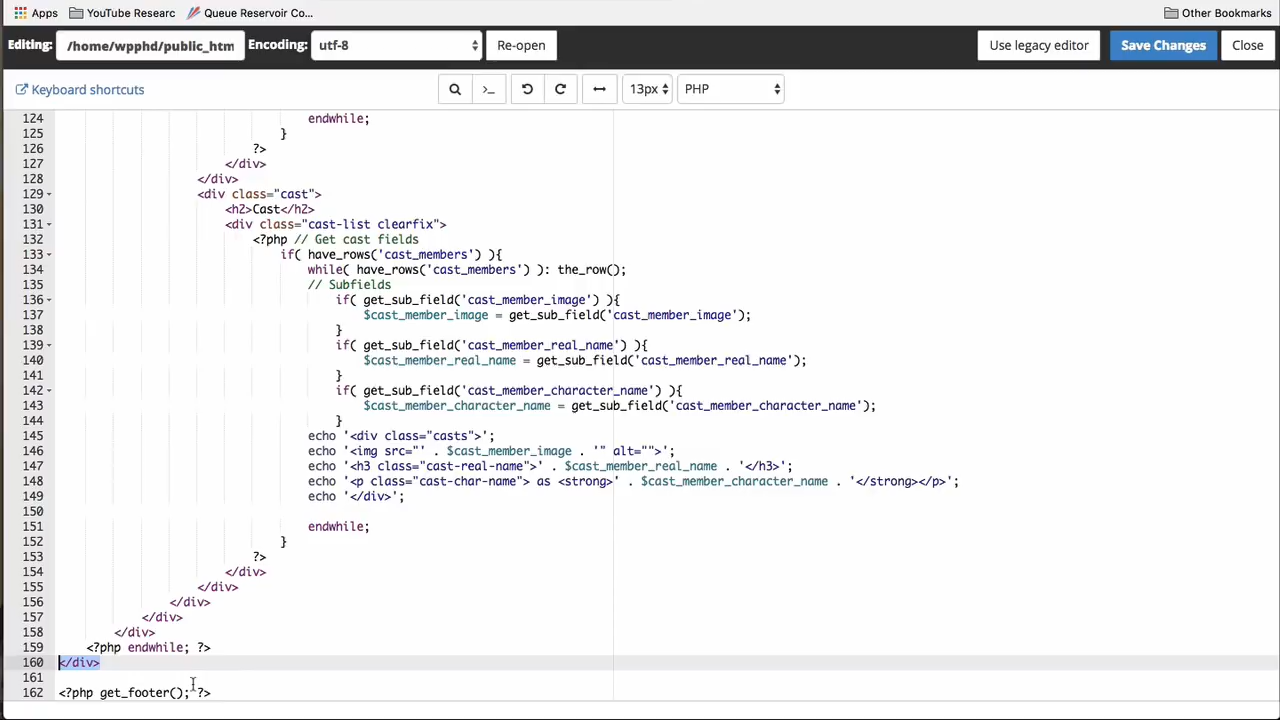 Apps YouTube Researc Queue Reservoir Co... Other Bookmarks
Editing: /home/wpphd/public_htm Encoding: utf-8 Re-open Use legacy editor Save Changes Close
Keyboard shortcuts >_ 13px PHP
124 endwhile;
125 }
126 ?>
127 </div>
128 </div>
129 <div class="cast">
130 <h2>Cast</h2>
131 <div class="cast-list clearfix">
132 <?php // Get cast fields
133 if( have_rows('cast_members') ){
134 while( have_rows('cast_members') ): the_row();
135 // Subfields
136 if( get_sub_field('cast_member_image') ){
137 $cast_member_image = get_sub_field('cast_member_image');
138 }
139 if( get_sub_field('cast_member_real_name') ){
140 $cast_member_real_name = get_sub_field('cast_member_real_name');
141 }
142 if( get_sub_field('cast_member_character_name') ){
143 $cast_member_character_name = get_sub_field('cast_member_character_name');
144 }
145 echo '<div class="casts">';
146 echo '<img src="' . $cast_member_image . '" alt="">';
147 echo '<h3 class="cast-real-name">' . $cast_member_real_name . '</h3>';
148 echo '<p class="cast-char-name"> as <strong>' . $cast_member_character_name . '</strong></p>';
149 echo '</div>';
150
151 endwhile;
152 }
153 ?>
154 </div>
155 </div>
156 </div>
157 </div>
158 </div>
159 <?php endwhile; ?>
160 </div>
161
162 <?php get_footer(); ?>